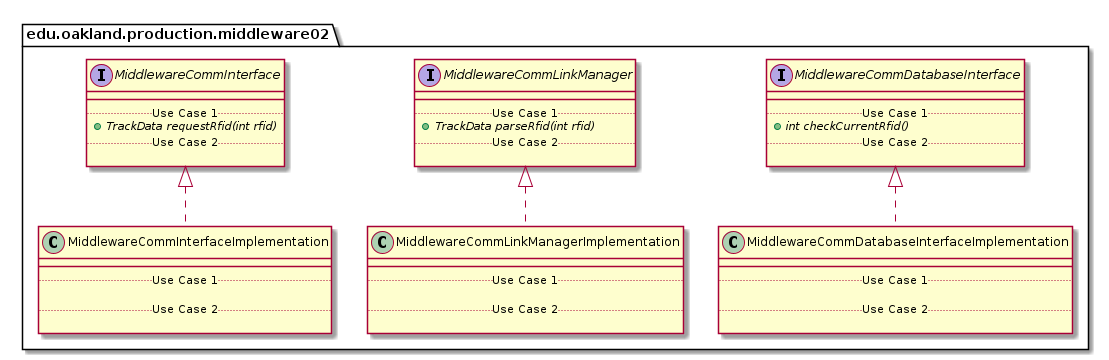 edu.oakland.production.middleware02
I MiddlewareCommInterface
Use Case 1
TrackData requestRfid(int rfid)
Use Case 2
I MiddlewareCommLinkManager
Use Case 1
TrackData parseRfid(int rfid)
Use Case 2
I MiddlewareCommDatabaseInterface
Use Case 1
int checkCurrentRfid()
Use Case 2
C MiddlewareCommInterfaceImplementation
Use Case 1
Use Case 2
C MiddlewareCommLinkManagerImplementation
Use Case 1
Use Case 2
C MiddlewareCommDatabaseInterfaceImplementation
Use Case 1
Use Case 2